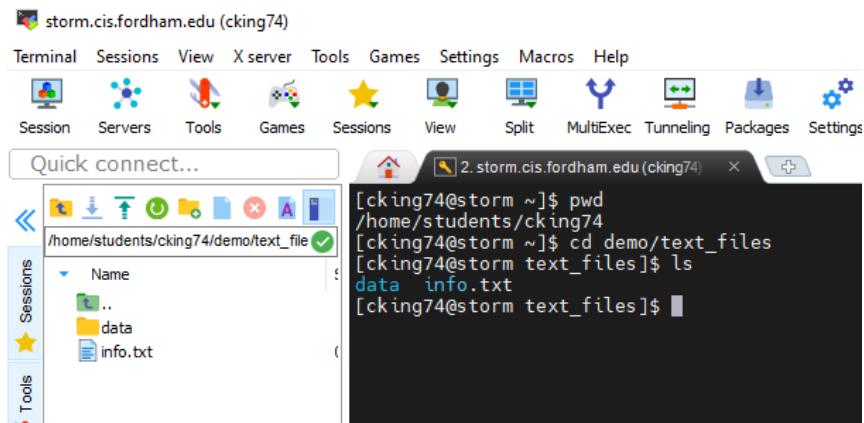 storm.cis.fordham.edu (cking74)
Terminal Sessions View X server Tools Games Settings Macros Help
Session Servers Tools Games Sessions View Split MultiExec Tunneling Packages Settings
Quick connect...
2. storm.cis.fordham.edu (cking74)
/home/students/cking74/demo/text_file
Name
..
data
info.txt
Sessions
Tools
[cking74@storm ~]$ pwd
/home/students/cking74
[cking74@storm ~]$ cd demo/text_files
[cking74@storm text_files]$ ls
data info.txt
[cking74@storm text_files]$